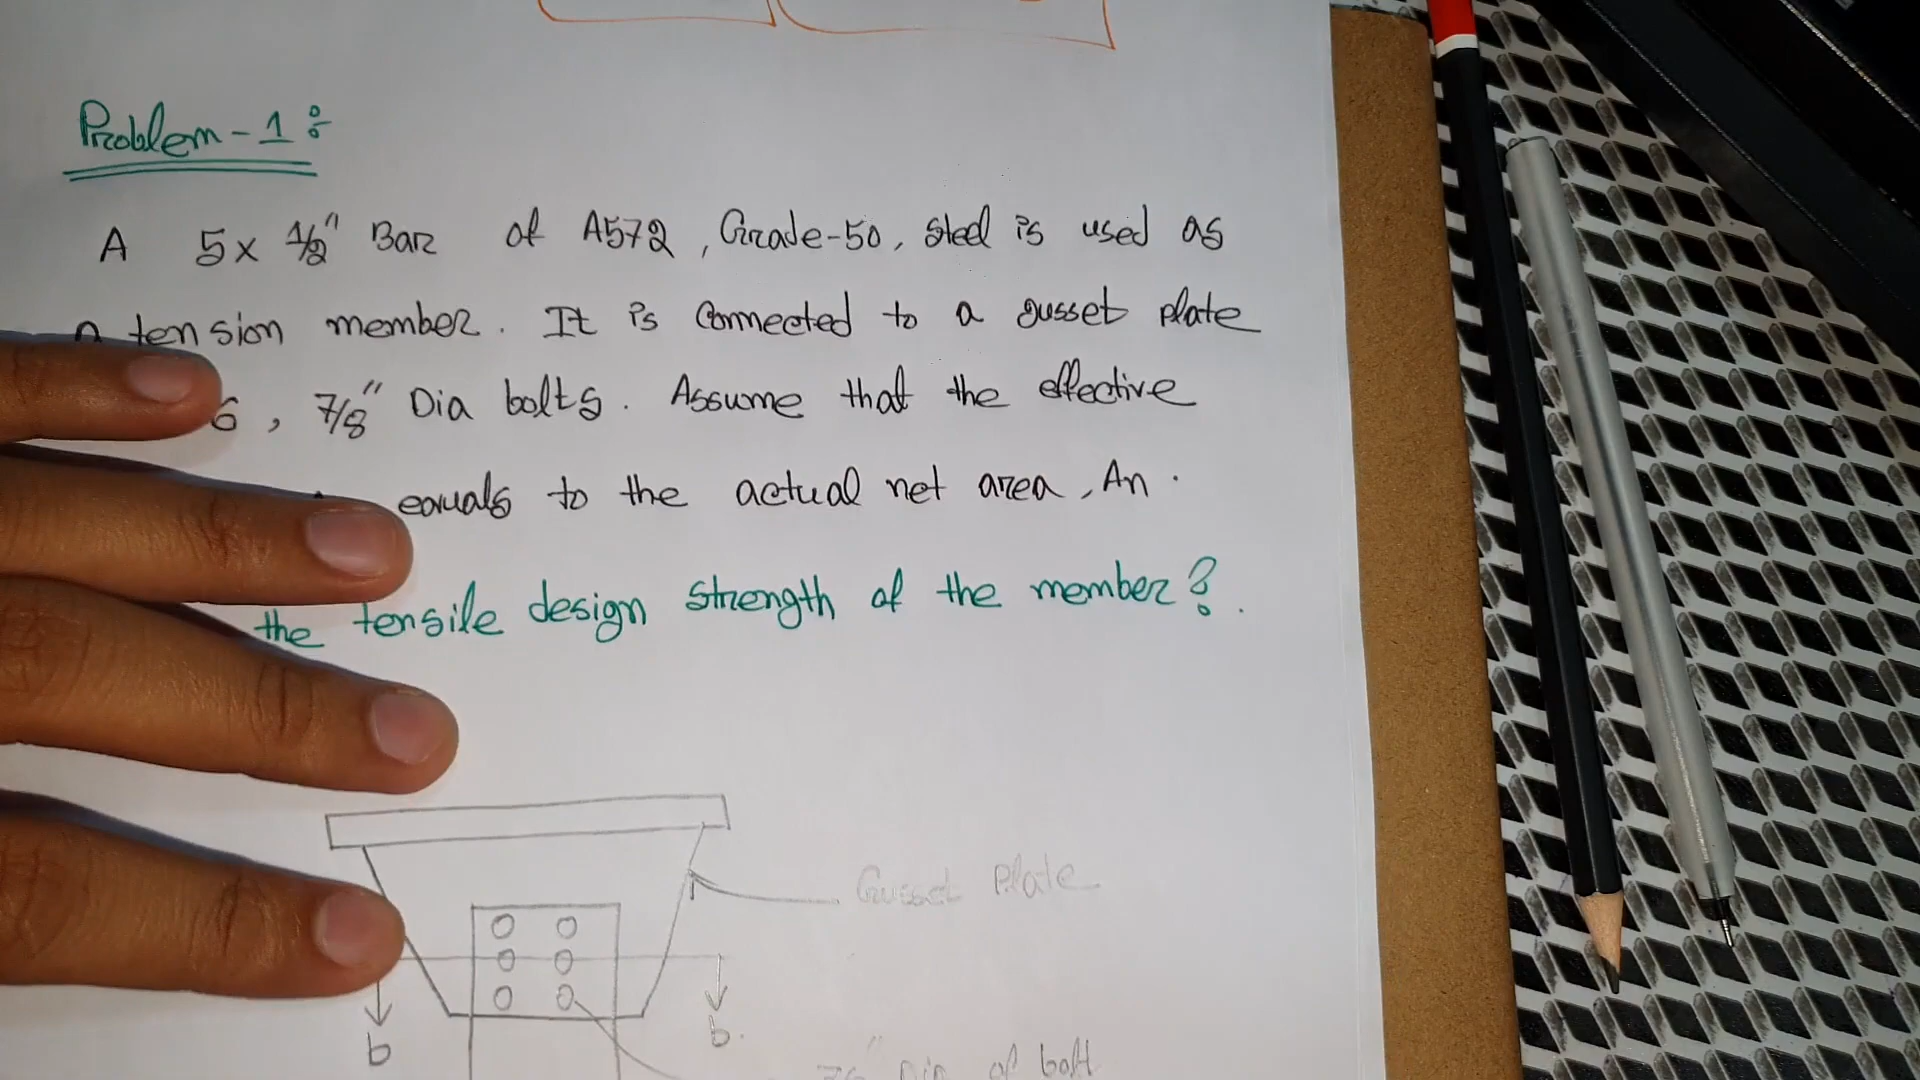 Problem-1:
A 5x 1/2" Bar of A572, Grade-50, steel is used as
a tension member. It is connected to a gusset plate
6, 7/8" Dia bolts. Assume that the effective
equals to the actual net area, An.
the tensile design strength of the member?.
Gusset Plate
b
b.
Dia of bolt